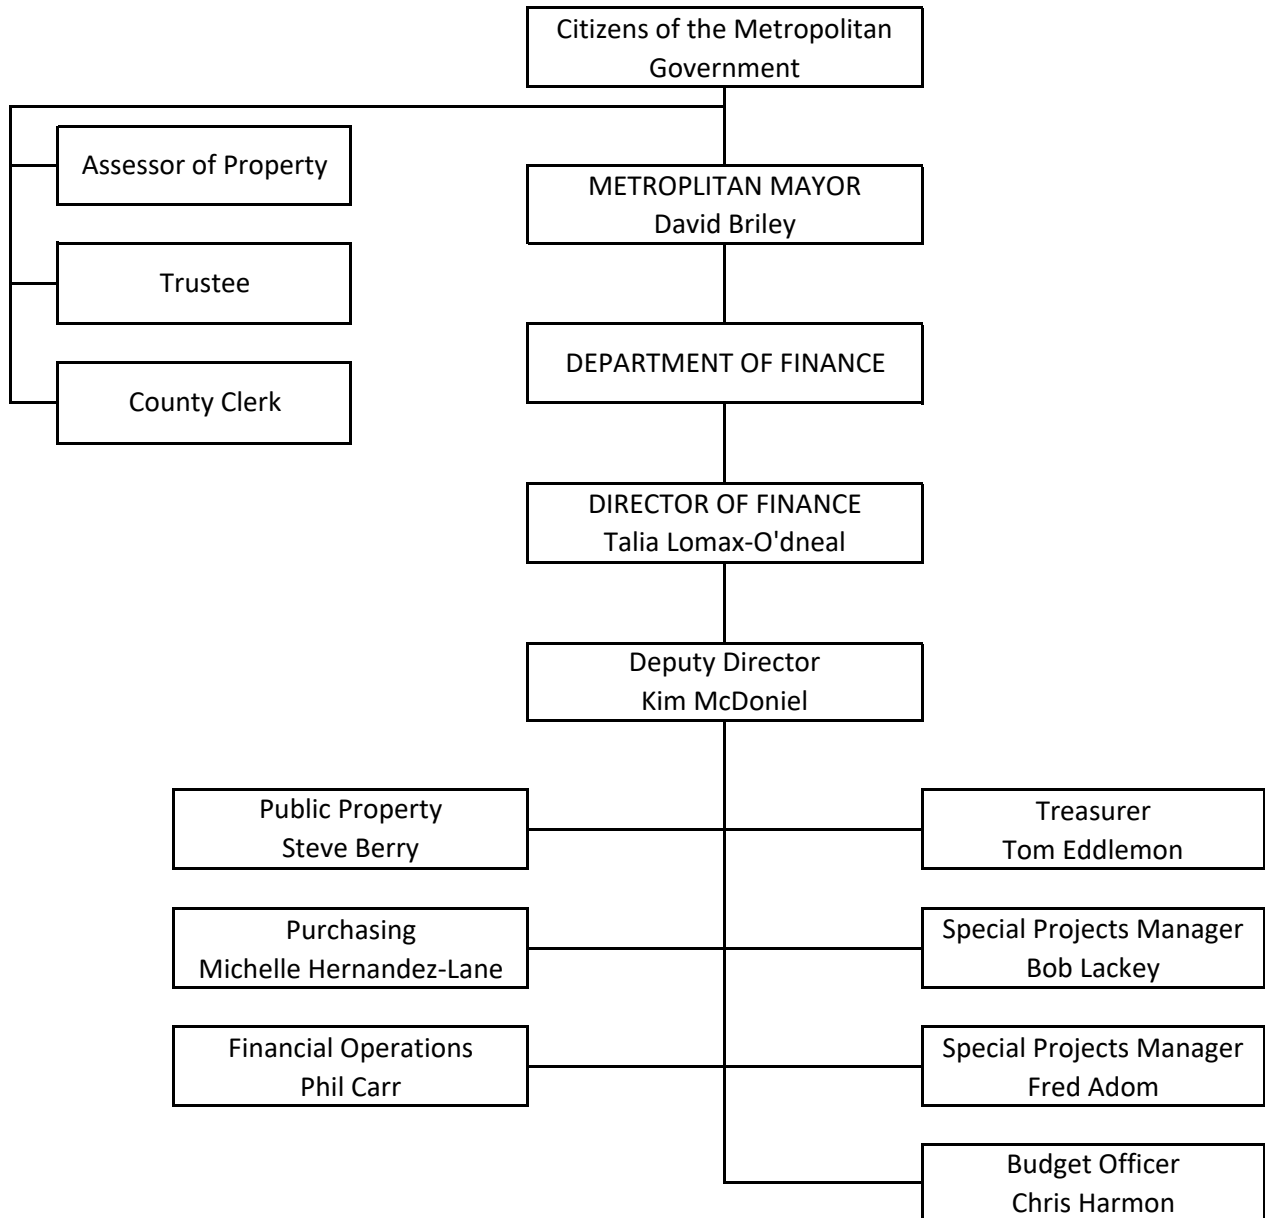 Citizens of the Metropolitan
Government
Assessor of Property
METROPLITAN MAYOR
David Briley
Trustee
DEPARTMENT OF FINANCE
County Clerk
DIRECTOR OF FINANCE
Talia Lomax-O'dneal
Deputy Director
Kim McDoniel
Public Property
Steve Berry
Treasurer
Tom Eddlemon
Purchasing
Michelle Hernandez-Lane
Special Projects Manager
Bob Lackey
Financial Operations
Phil Carr
Special Projects Manager
Fred Adom
Budget Officer
Chris Harmon